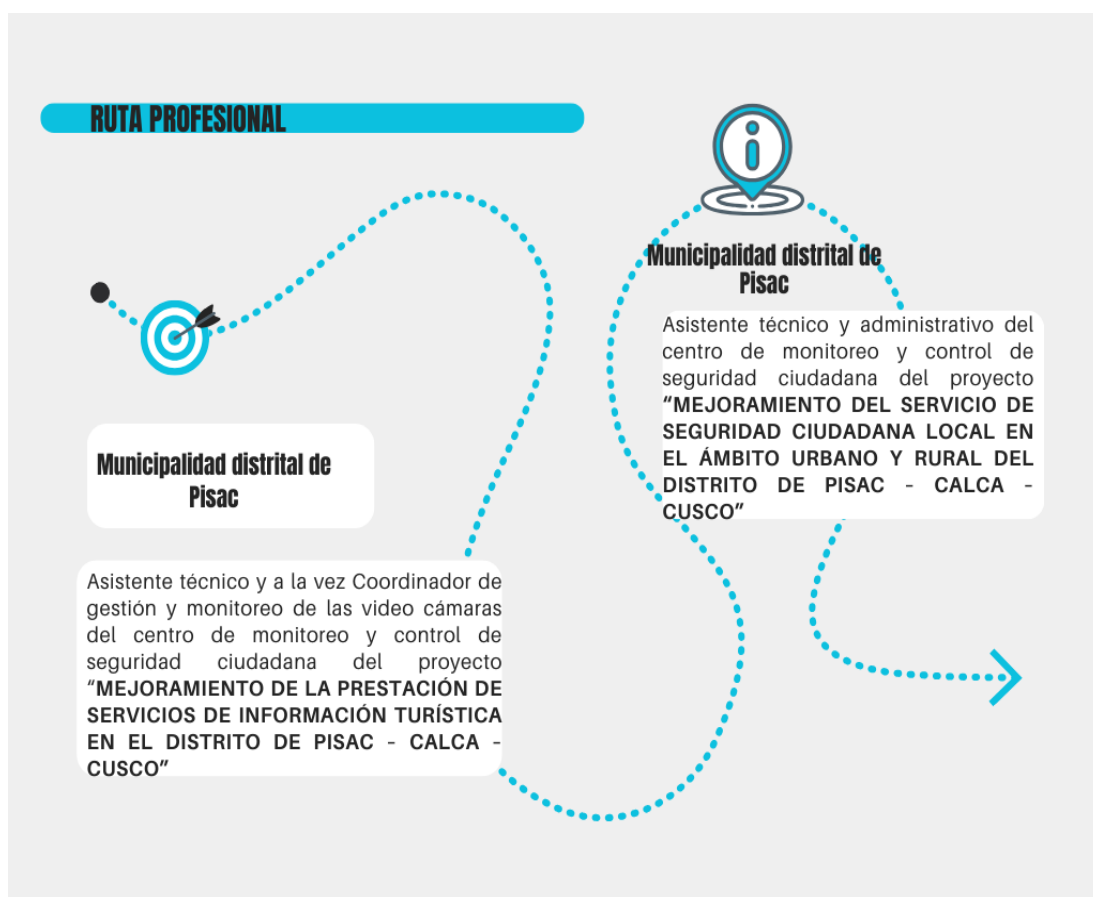 RUTA PROFESIONAL
Municipalidad distrital de
Pisac
Asistente técnico y a la vez Coordinador de
gestión y monitoreo de las video cámaras
del centro de monitoreo y control de
seguridad ciudadana del proyecto
“MEJORAMIENTO DE LA PRESTACIÓN DE
SERVICIOS DE INFORMACIÓN TURÍSTICA
EN EL DISTRITO DE PISAC - CALCA -
CUSCO”
Municipalidad distrital de
Pisac
Asistente técnico y administrativo del
centro de monitoreo y control de
seguridad ciudadana del proyecto
“MEJORAMIENTO DEL SERVICIO DE
SEGURIDAD CIUDADANA LOCAL EN
EL ÁMBITO URBANO Y RURAL DEL
DISTRITO DE PISAC - CALCA -
CUSCO”